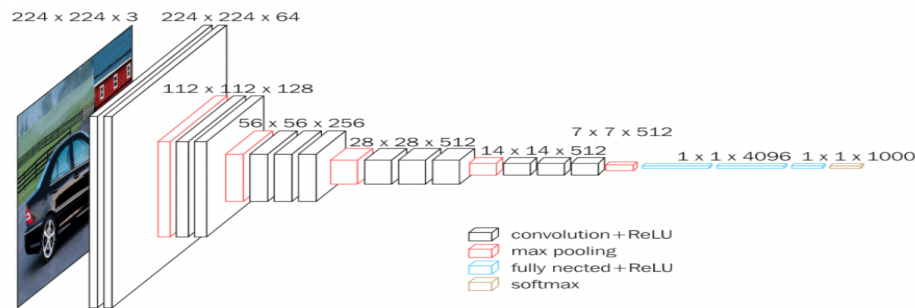 224 x 224 x 3
224 x 224 x 64
112 x 112 x 128
56 x 56 x 256
28 x 28 x 512
14 x 14 x 512
7 x 7 x 512
1 x 1 x 4096
1 x 1 x 1000
convolution+ReLU
max pooling
fully nected+ReLU
softmax